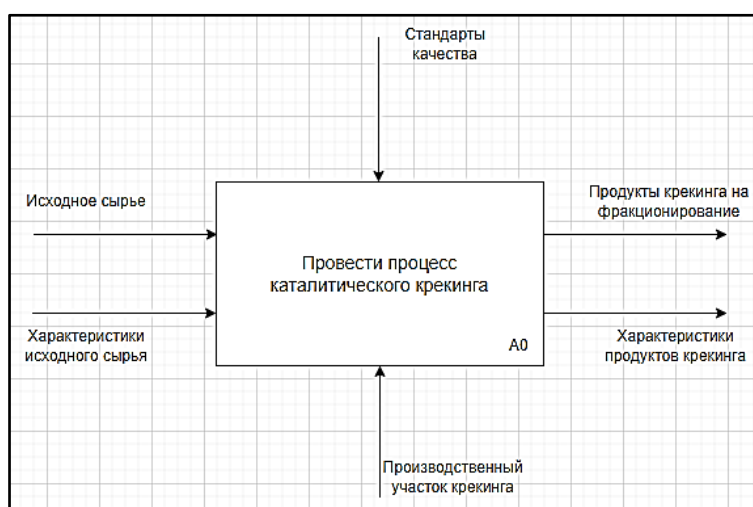 Стандарты
качества
Исходное сырье
Продукты крекинга на
фракционирование
Провести процесс
каталитического крекинга
Характеристики
исходного сырья
A0
Характеристики
продуктов крекинга
Производственный
участок крекинга